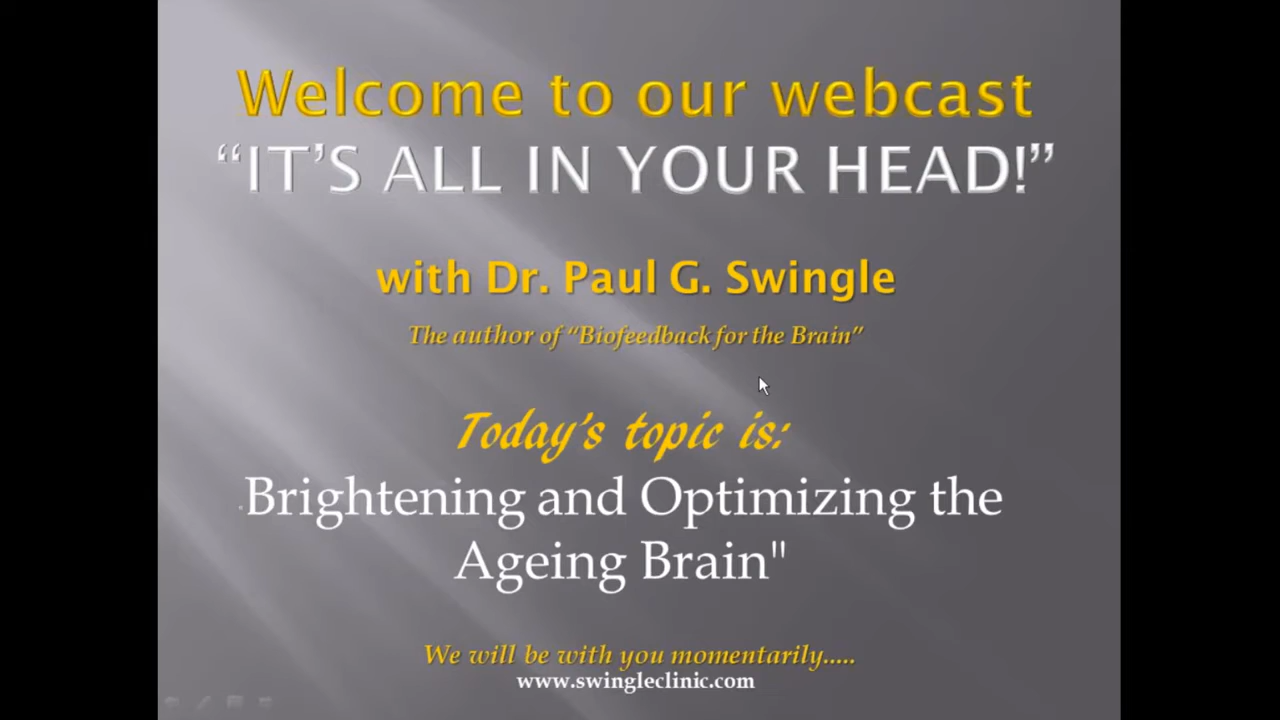 Welcome to our webcast
“IT’S ALL IN YOUR HEAD!”
with Dr. Paul G. Swingle
The author of “Biofeedback for the Brain”
Today’s topic is:
Brightening and Optimizing the
Ageing Brain"
We will be with you momentarily.....
www.swingleclinic.com